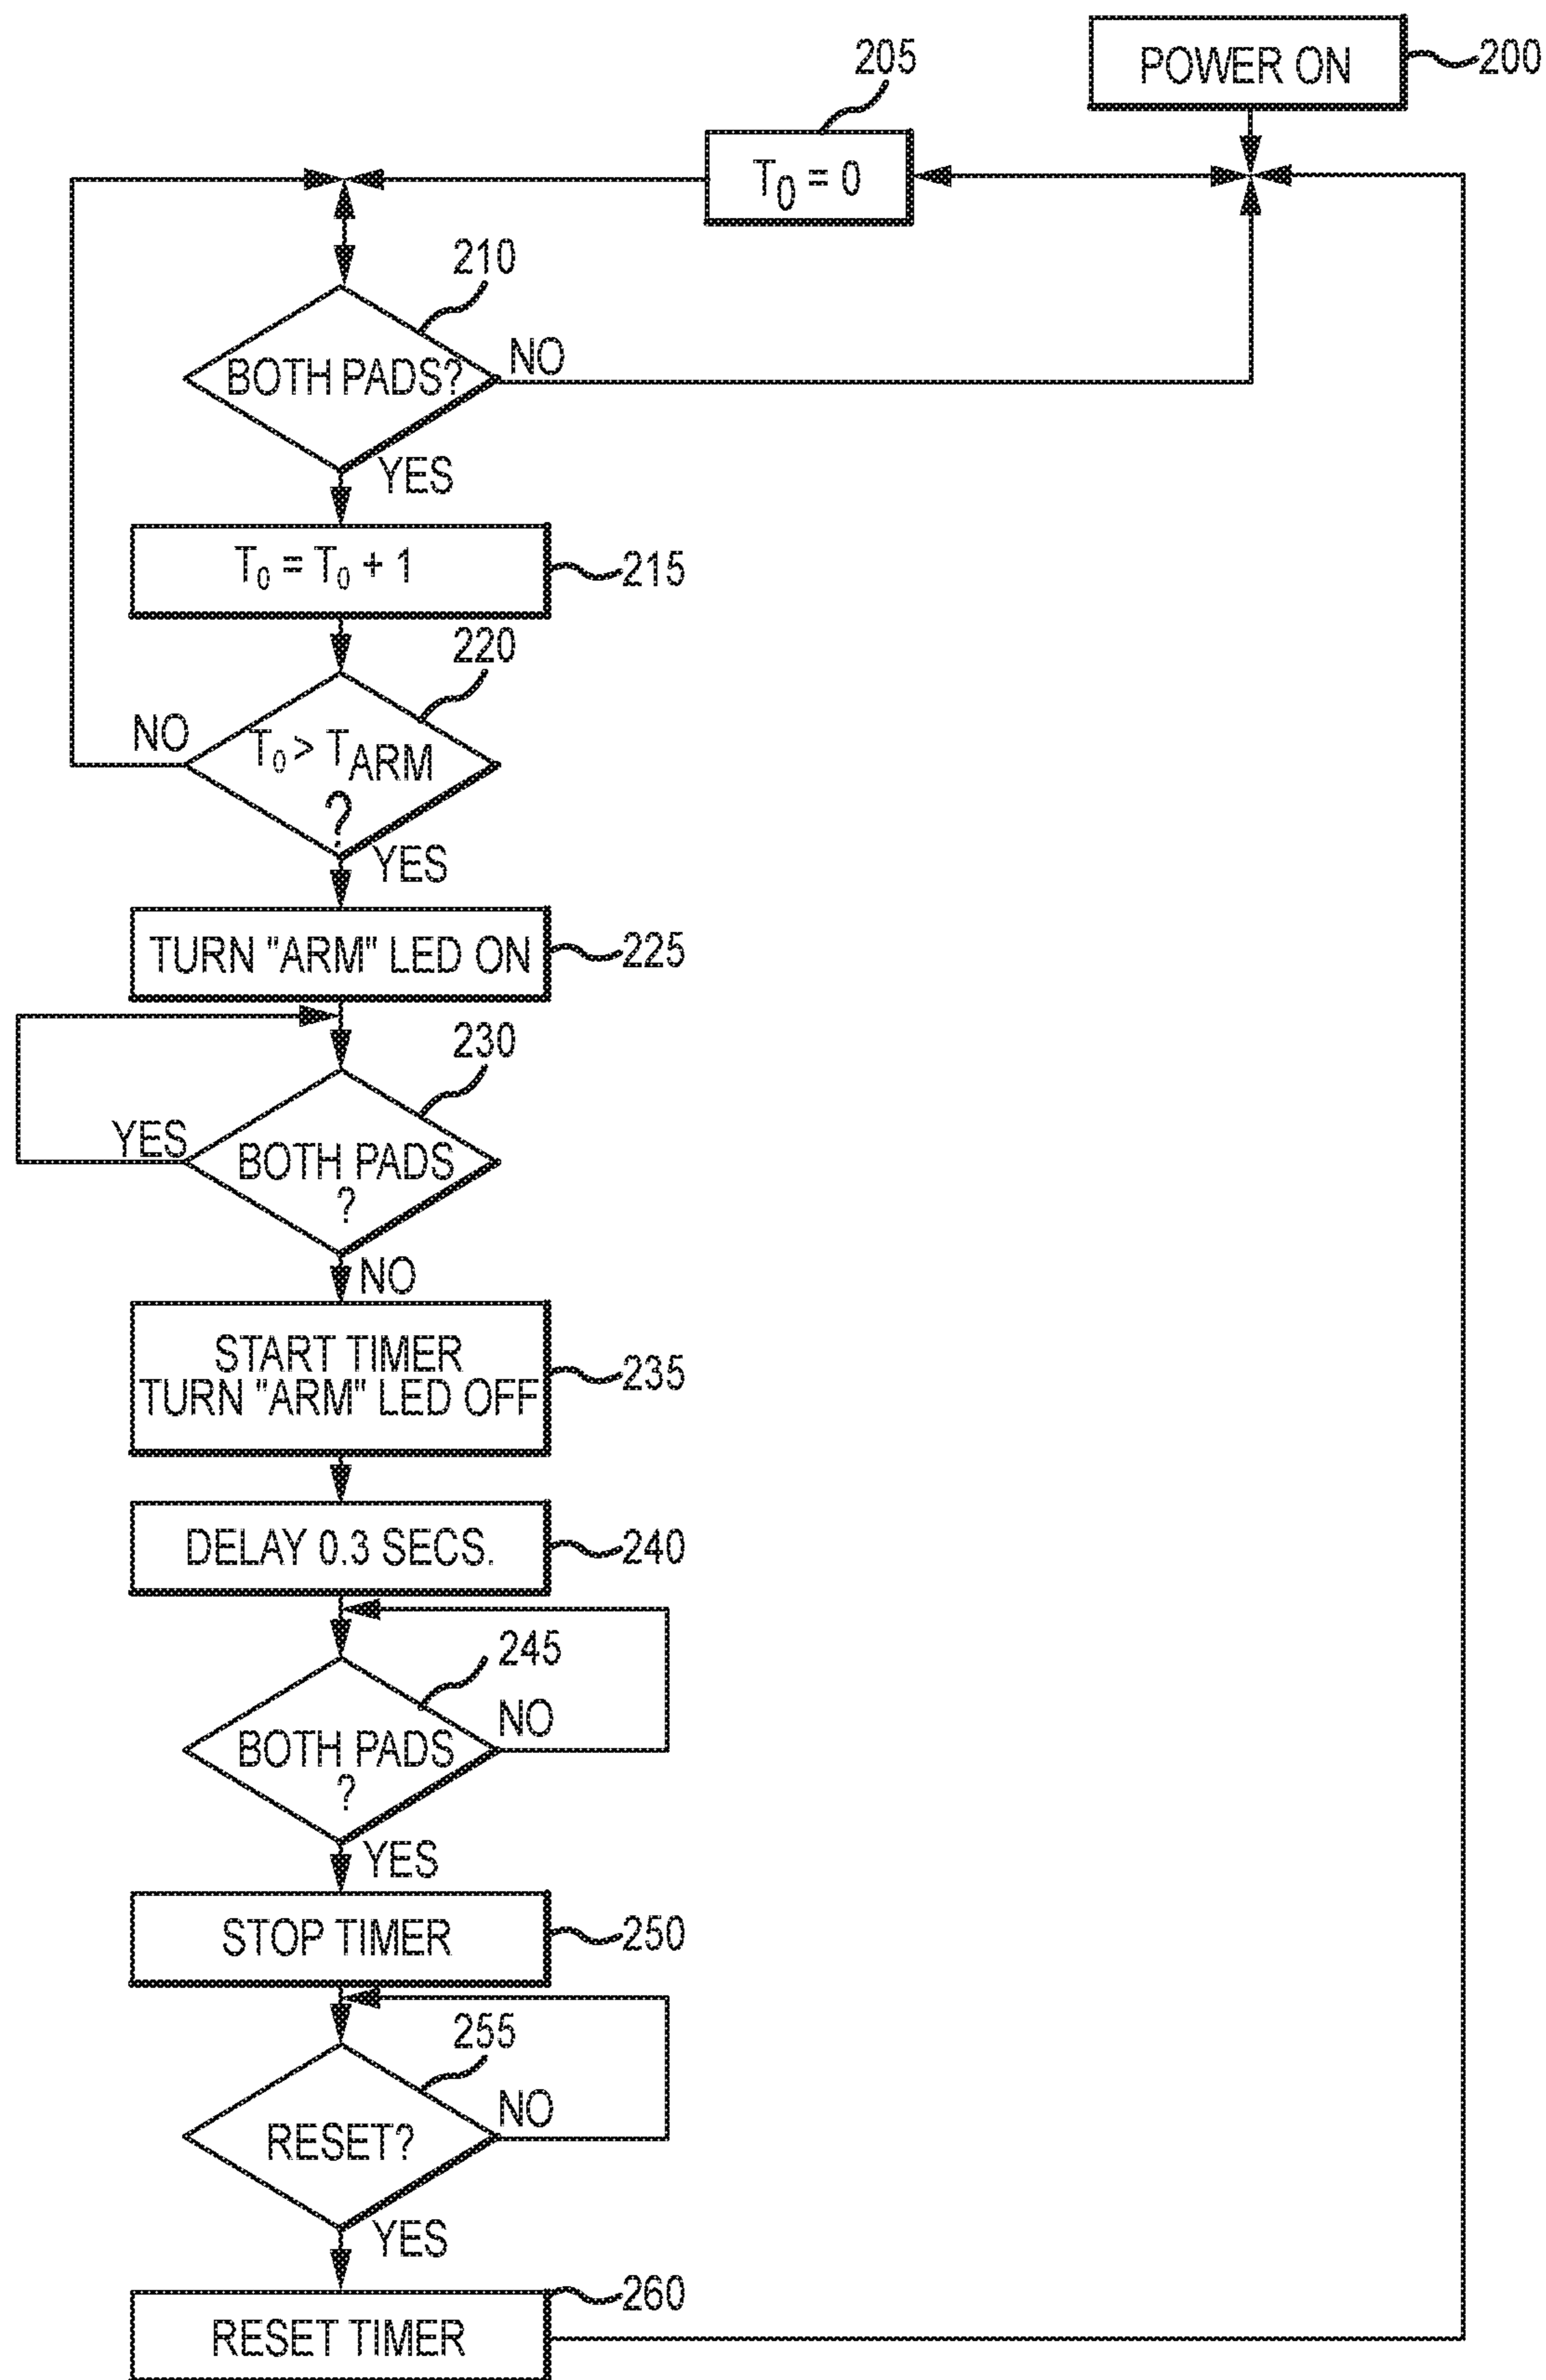 POWER ON
200
205
T₀ = 0
210
BOTH PADS?
NO
YES
T₀ = T₀ + 1
215
220
NO
T₀ > T_ARM
?
YES
TURN "ARM" LED ON
225
230
YES
BOTH PADS
?
NO
START TIMER
TURN "ARM" LED OFF
235
DELAY 0.3 SECS.
240
245
NO
BOTH PADS
?
YES
STOP TIMER
250
255
NO
RESET?
YES
260
RESET TIMER